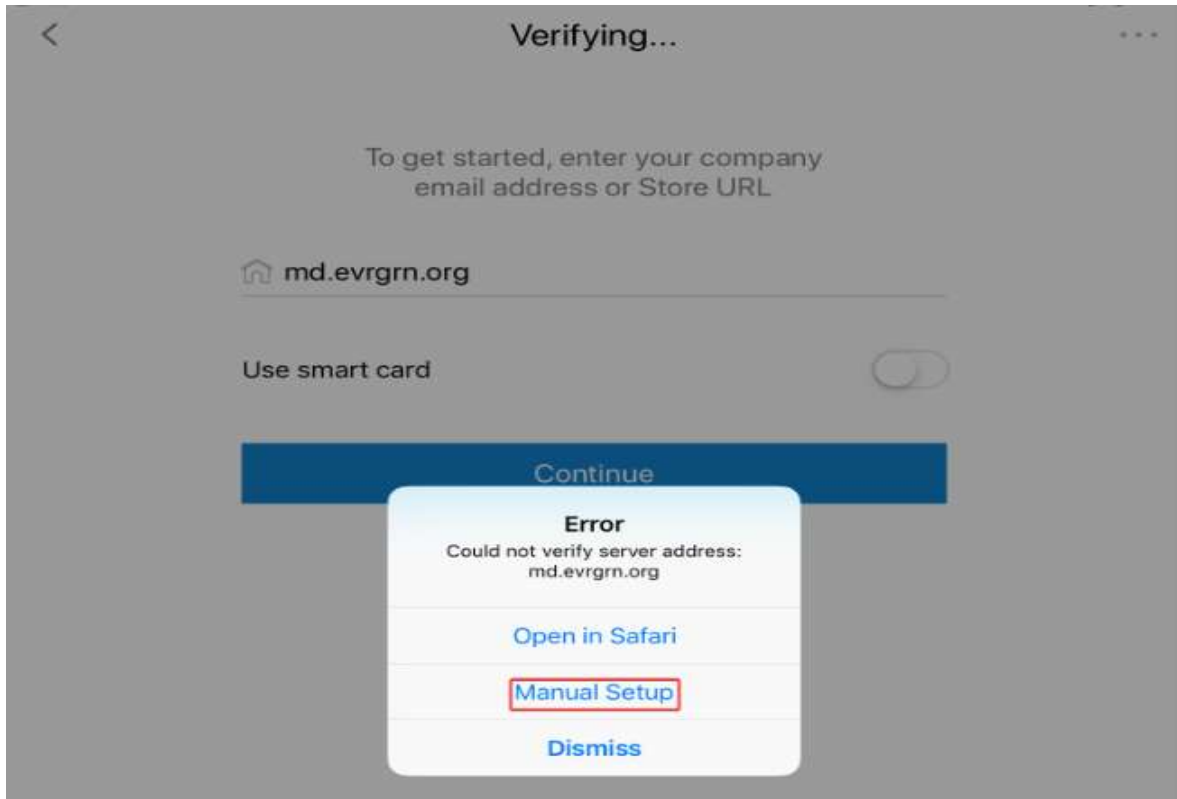 Verifying...
To get started, enter your company
email address or Store URL
md.evrgrn.org
Use smart card
Continue
Error
Could not verify server address:
md.evrgrn.org
Open in Safari
Manual Setup
Dismiss